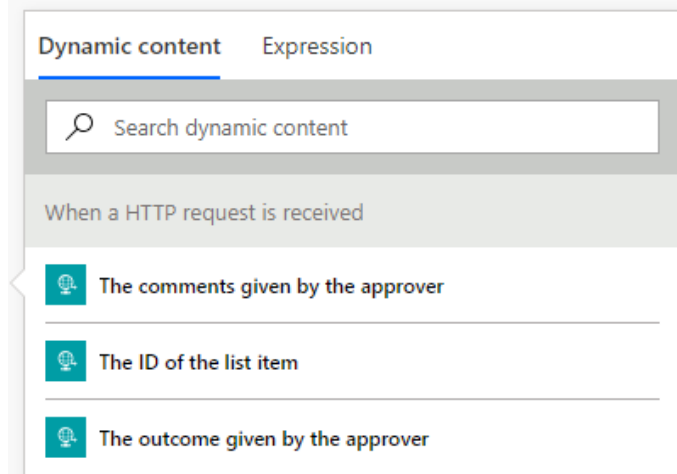 Dynamic content Expression
Search dynamic content
When a HTTP request is received
The comments given by the approver
The ID of the list item
The outcome given by the approver